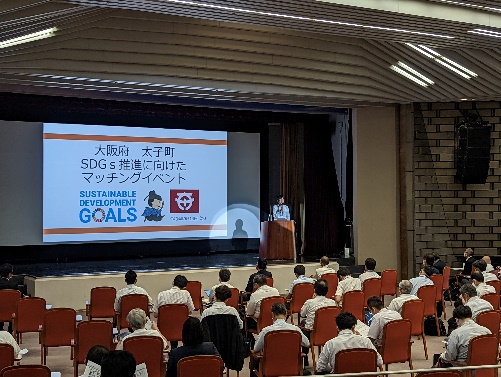 大阪府　太子町
SDGｓ推進に向けた
マッチングイベント
SUSTAINABLE
DEVELOPMENT
GOALS